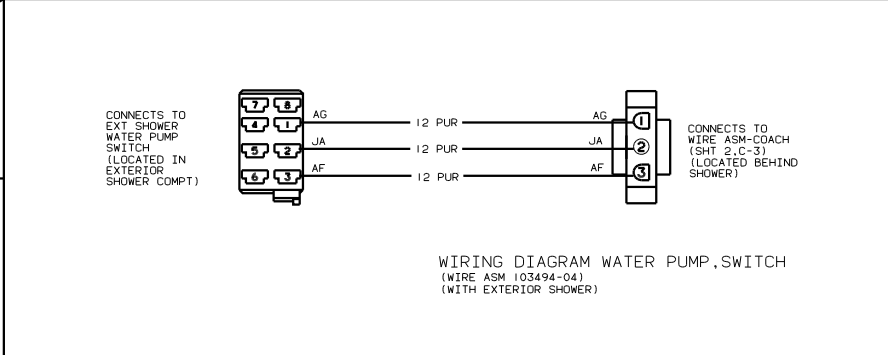 CONNECTS TO
EXT SHOWER
WATER PUMP
SWITCH
(LOCATED IN
EXTERIOR
SHOWER COMPT)
7 8
4 1
5 2
6 3
AG 12 PUR AG
JA 12 PUR JA
AF 12 PUR AF
1
2
3
CONNECTS TO
WIRE ASM-COACH
(SHT 2,C-3)
(LOCATED BEHIND
SHOWER)
WIRING DIAGRAM WATER PUMP,SWITCH
(WIRE ASM 103494-04)
(WITH EXTERIOR SHOWER)